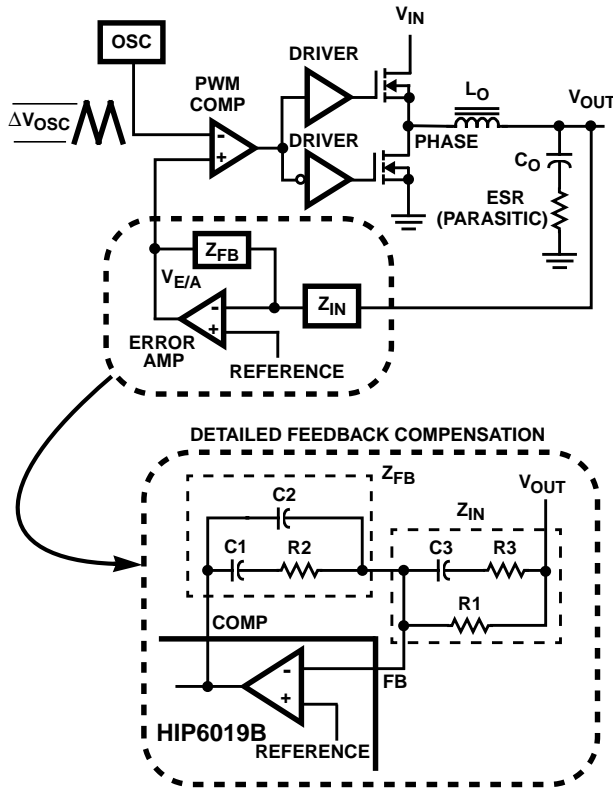 V_IN
OSC
DRIVER
PWM
COMP
L_O
V_OUT
ΔV_OSC
-
+
DRIVER
PHASE
C_O
ESR
(PARASITIC)
Z_FB
V_E/A
Z_IN
-
+
ERROR
AMP
REFERENCE
DETAILED FEEDBACK COMPENSATION
Z_FB
V_OUT
C2
Z_IN
C1
R2
C3
R3
R1
COMP
-
+
FB
HIP6019B
REFERENCE